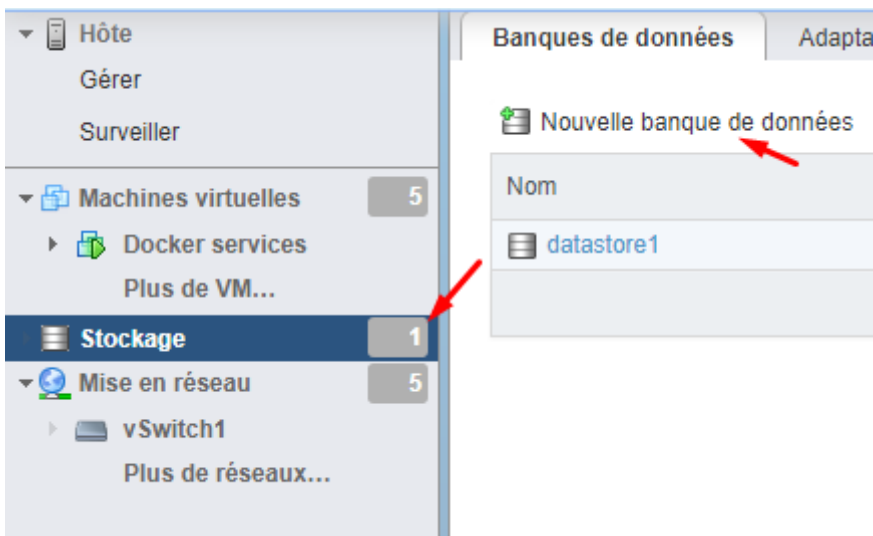 Hôte
Gérer
Surveiller
Machines virtuelles 5
Docker services
Plus de VM...
Stockage 1
Mise en réseau 5
vSwitch1
Plus de réseaux...
Banques de données Adapta
Nouvelle banque de données
Nom
datastore1